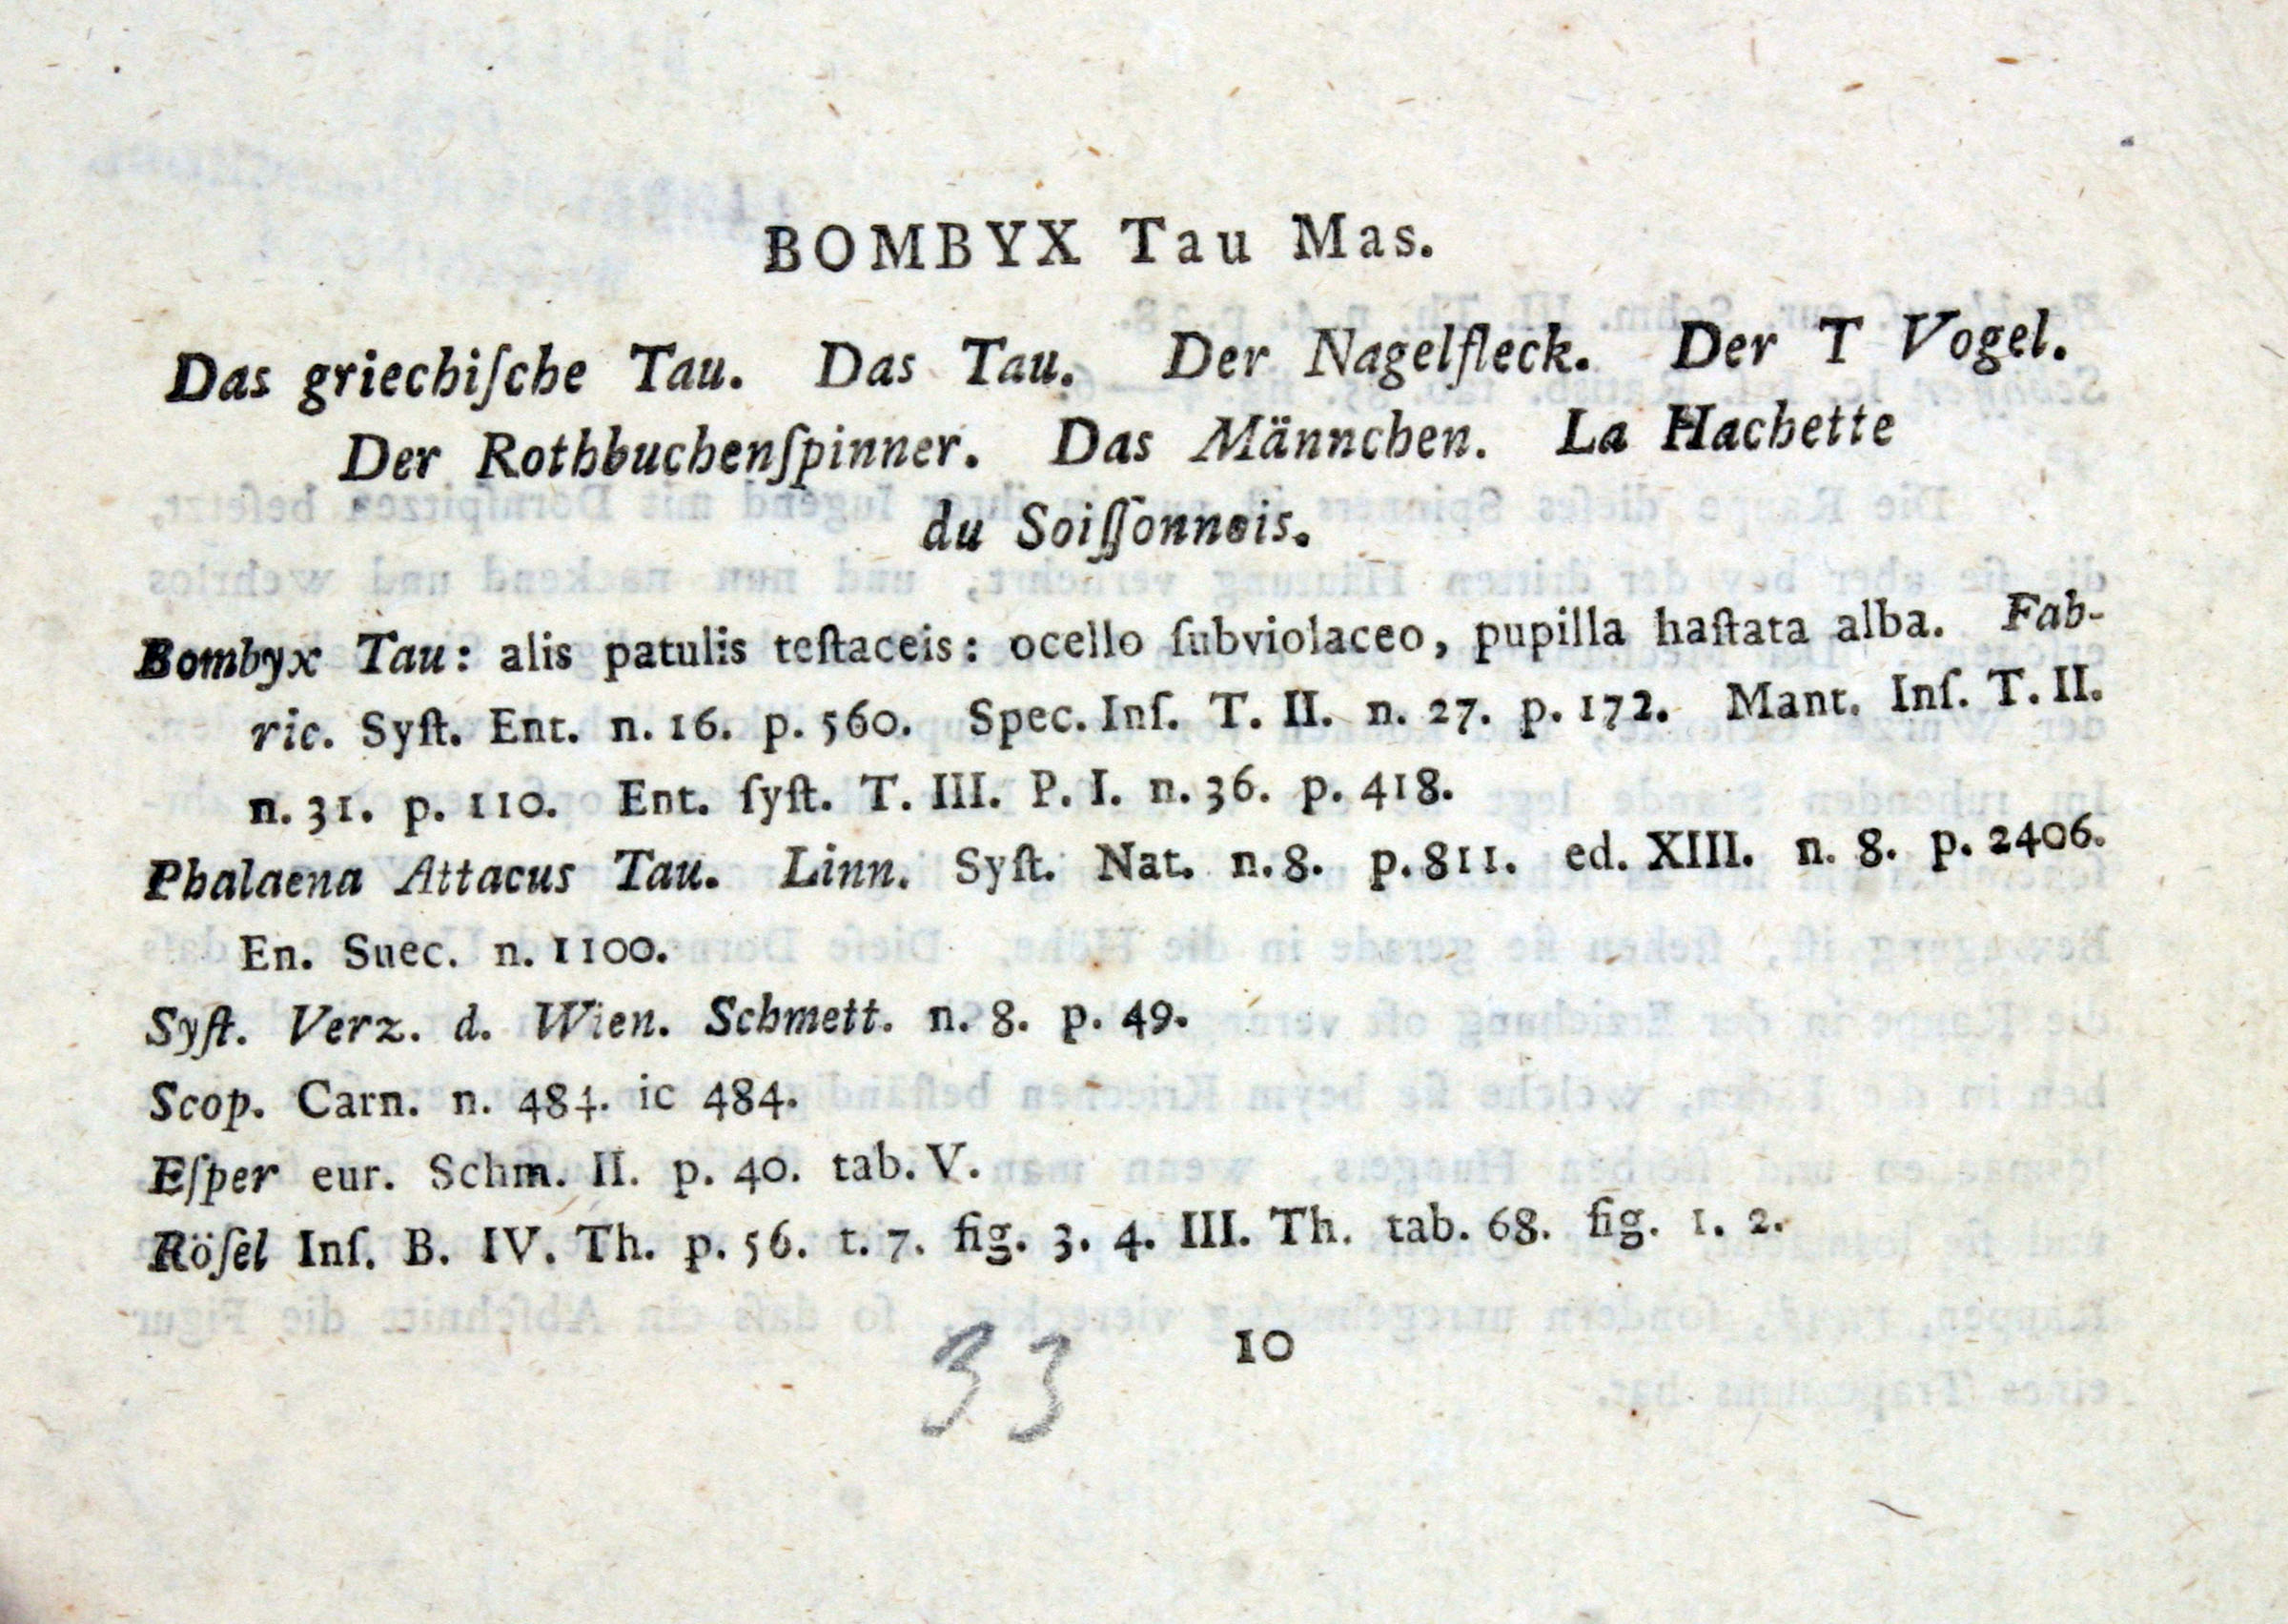 BOMBYX Tau Mas.
Das griechiſche Tau. Das Tau. Der Nagelfleck. Der T Vogel.
Der Rothbuchenſpinner. Das Männchen. La Hachette
du Soiſſonnois.
Bombyx Tau: alis patulis teſtaceis: ocello ſubviolaceo, pupilla haſtata alba. Fab-
ric. Syſt. Ent. n. 16. p. 560. Spec. Inſ. T. II. n. 27. p. 172. Mant. Inſ. T. II.
n. 31. p. 110. Ent. ſyſt. T. III. P. I. n. 36. p. 418.
Phalaena Attacus Tau. Linn. Syſt. Nat. n. 8. p. 811. ed. XIII. n. 8. p. 2406.
En. Suec. n. 1100.
Syſt. Verz. d. Wien. Schmett. n. 8. p. 49.
Scop. Carn. n. 484. ic 484.
Eſper eur. Schm. II. p. 40. tab. V.
Röſel Inſ. B. IV. Th. p. 56. t. 7. fig. 3. 4. III. Th. tab. 68. fig. 1. 2.
10
33